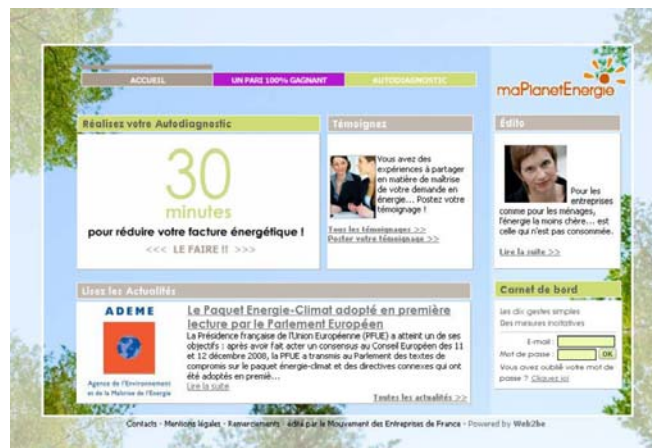 ACCUEIL
UN PARI 100% GAGNANT
AUTODIAGNOSTIC
maPlanetEnergie
Réalisez votre Autodiagnostic
30
minutes
pour réduire votre facture énergétique !
<<< LE FAIRE !! >>>
Témoignez
Vous avez des
expériences à partager
en matière de maîtrise
de votre demande en
énergie... Postez votre
témoignage !
Tous les témoignages >>
Poster votre témoignage >>
Édito
Pour les
entreprises
comme pour les ménages,
l'énergie la moins chère... est
celle qui n'est pas consommée.
Lire la suite >>
Lisez les Actualités
ADEME
Agence de l'Environnement
et de la Maîtrise de l'Energie
Le Paquet Energie-Climat adopté en première
lecture par le Parlement Européen
La Présidence française de l'Union Européenne (PFUE) a atteint un de ses
objectifs : après avoir fait acter un consensus au Conseil Européen des 11
et 12 décembre 2008, la PFUE a transmis au Parlement des textes de
compromis sur le paquet énergie-climat et des directives connexes qui ont
été adoptés en premiè...
Lire la suite
Toutes les actualités >>
Carnet de bord
Les dix gestes simples
Des mesures incitatives
E-mail :
Mot de passe :
OK
Vous avez oublié votre mot de
passe ? Cliquez ici
Contacts - Mentions légales - Remerciements - édité par le Mouvement des Entreprises de France - Powered by Web2be